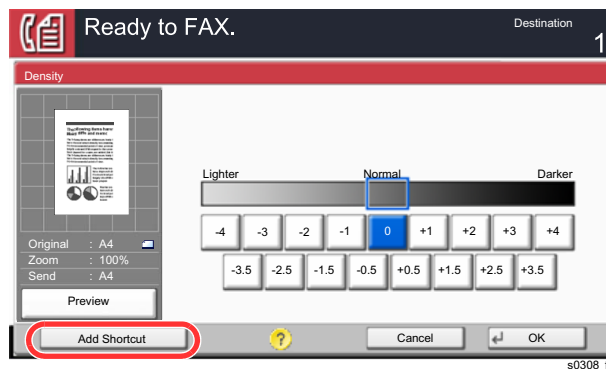 Ready to FAX.
Destination
1
Density
Lighter Normal Darker
-4 -3 -2 -1 0 +1 +2 +3 +4
-3.5 -2.5 -1.5 -0.5 +0.5 +1.5 +2.5 +3.5
Original : A4
Zoom : 100%
Send : A4
Preview
Add Shortcut ? Cancel OK
s0308